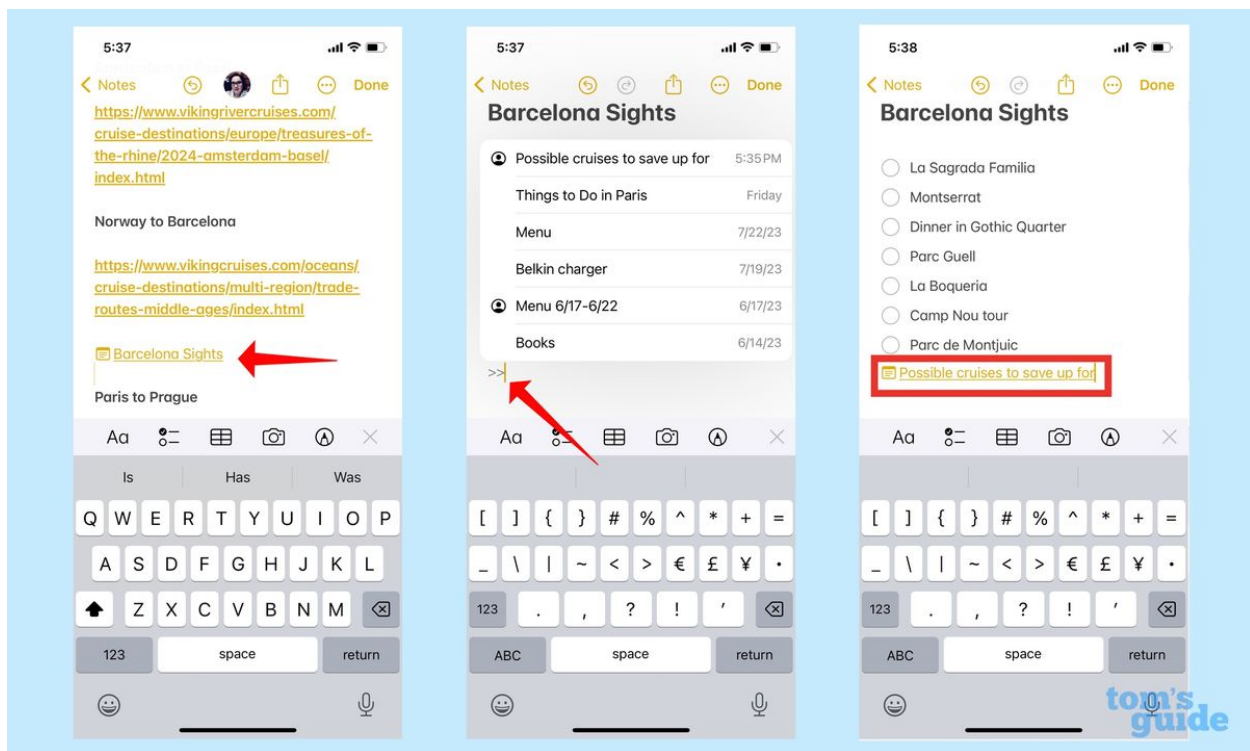 5:37
Notes
Done
https://www.vikingrivercruises.com/
cruise-destinations/europe/treasures-of-
the-rhine/2024-amsterdam-basel/
index.html
Norway to Barcelona
https://www.vikingcruises.com/oceans/
cruise-destinations/multi-region/trade-
routes-middle-ages/index.html
Barcelona Sights
Paris to Prague
Aa
Is Has Was
Q W E R T Y U I O P
A S D F G H J K L
Z X C V B N M
123 space return
5:37
Notes
Done
Barcelona Sights
Possible cruises to save up for 5:35 PM
Things to Do in Paris Friday
Menu 7/22/23
Belkin charger 7/19/23
Menu 6/17-6/22 6/17/23
Books 6/14/23
>>
Aa
[ ] { } # % ^ * + =
_ \ | ~ < > € £ ¥ •
123 . , ? ! ′
ABC space return
5:38
Notes
Done
Barcelona Sights
La Sagrada Familia
Montserrat
Dinner in Gothic Quarter
Parc Guell
La Boqueria
Camp Nou tour
Parc de Montjuic
Possible cruises to save up for
Aa
[ ] { } # % ^ * + =
_ \ | ~ < > € £ ¥ •
123 . , ? ! ′
ABC space return
tom's
guide